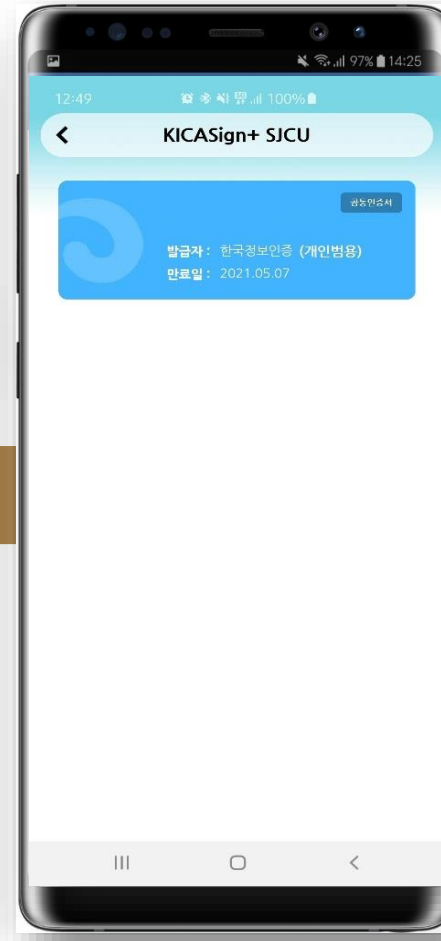 97% 14:25
12:49 100%
KICASign+ SJCU
공동인증서
발급자 : 한국정보인증 (개인범용)
만료일 : 2021.05.07